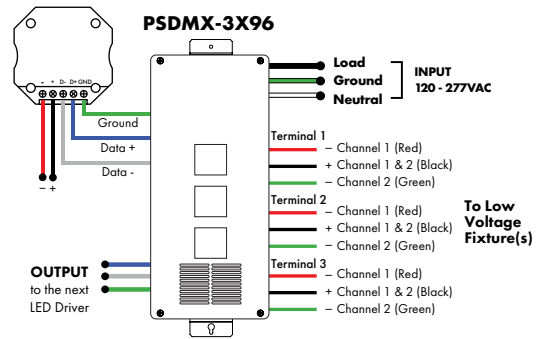 PSDMX-3X96
- + D- D+ GND
Ground
Data +
Data -
– +
OUTPUT
to the next
LED Driver
Load
Ground
Neutral
INPUT
120 - 277VAC
Terminal 1
– Channel 1 (Red)
+ Channel 1 & 2 (Black)
– Channel 2 (Green)
Terminal 2
– Channel 1 (Red)
+ Channel 1 & 2 (Black)
– Channel 2 (Green)
Terminal 3
– Channel 1 (Red)
+ Channel 1 & 2 (Black)
– Channel 2 (Green)
To Low
Voltage
Fixture(s)